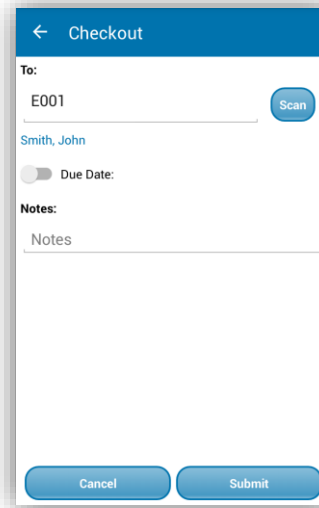 Checkout
To:
E001
Scan
Smith, John
Due Date:
Notes:
Notes
Cancel Submit